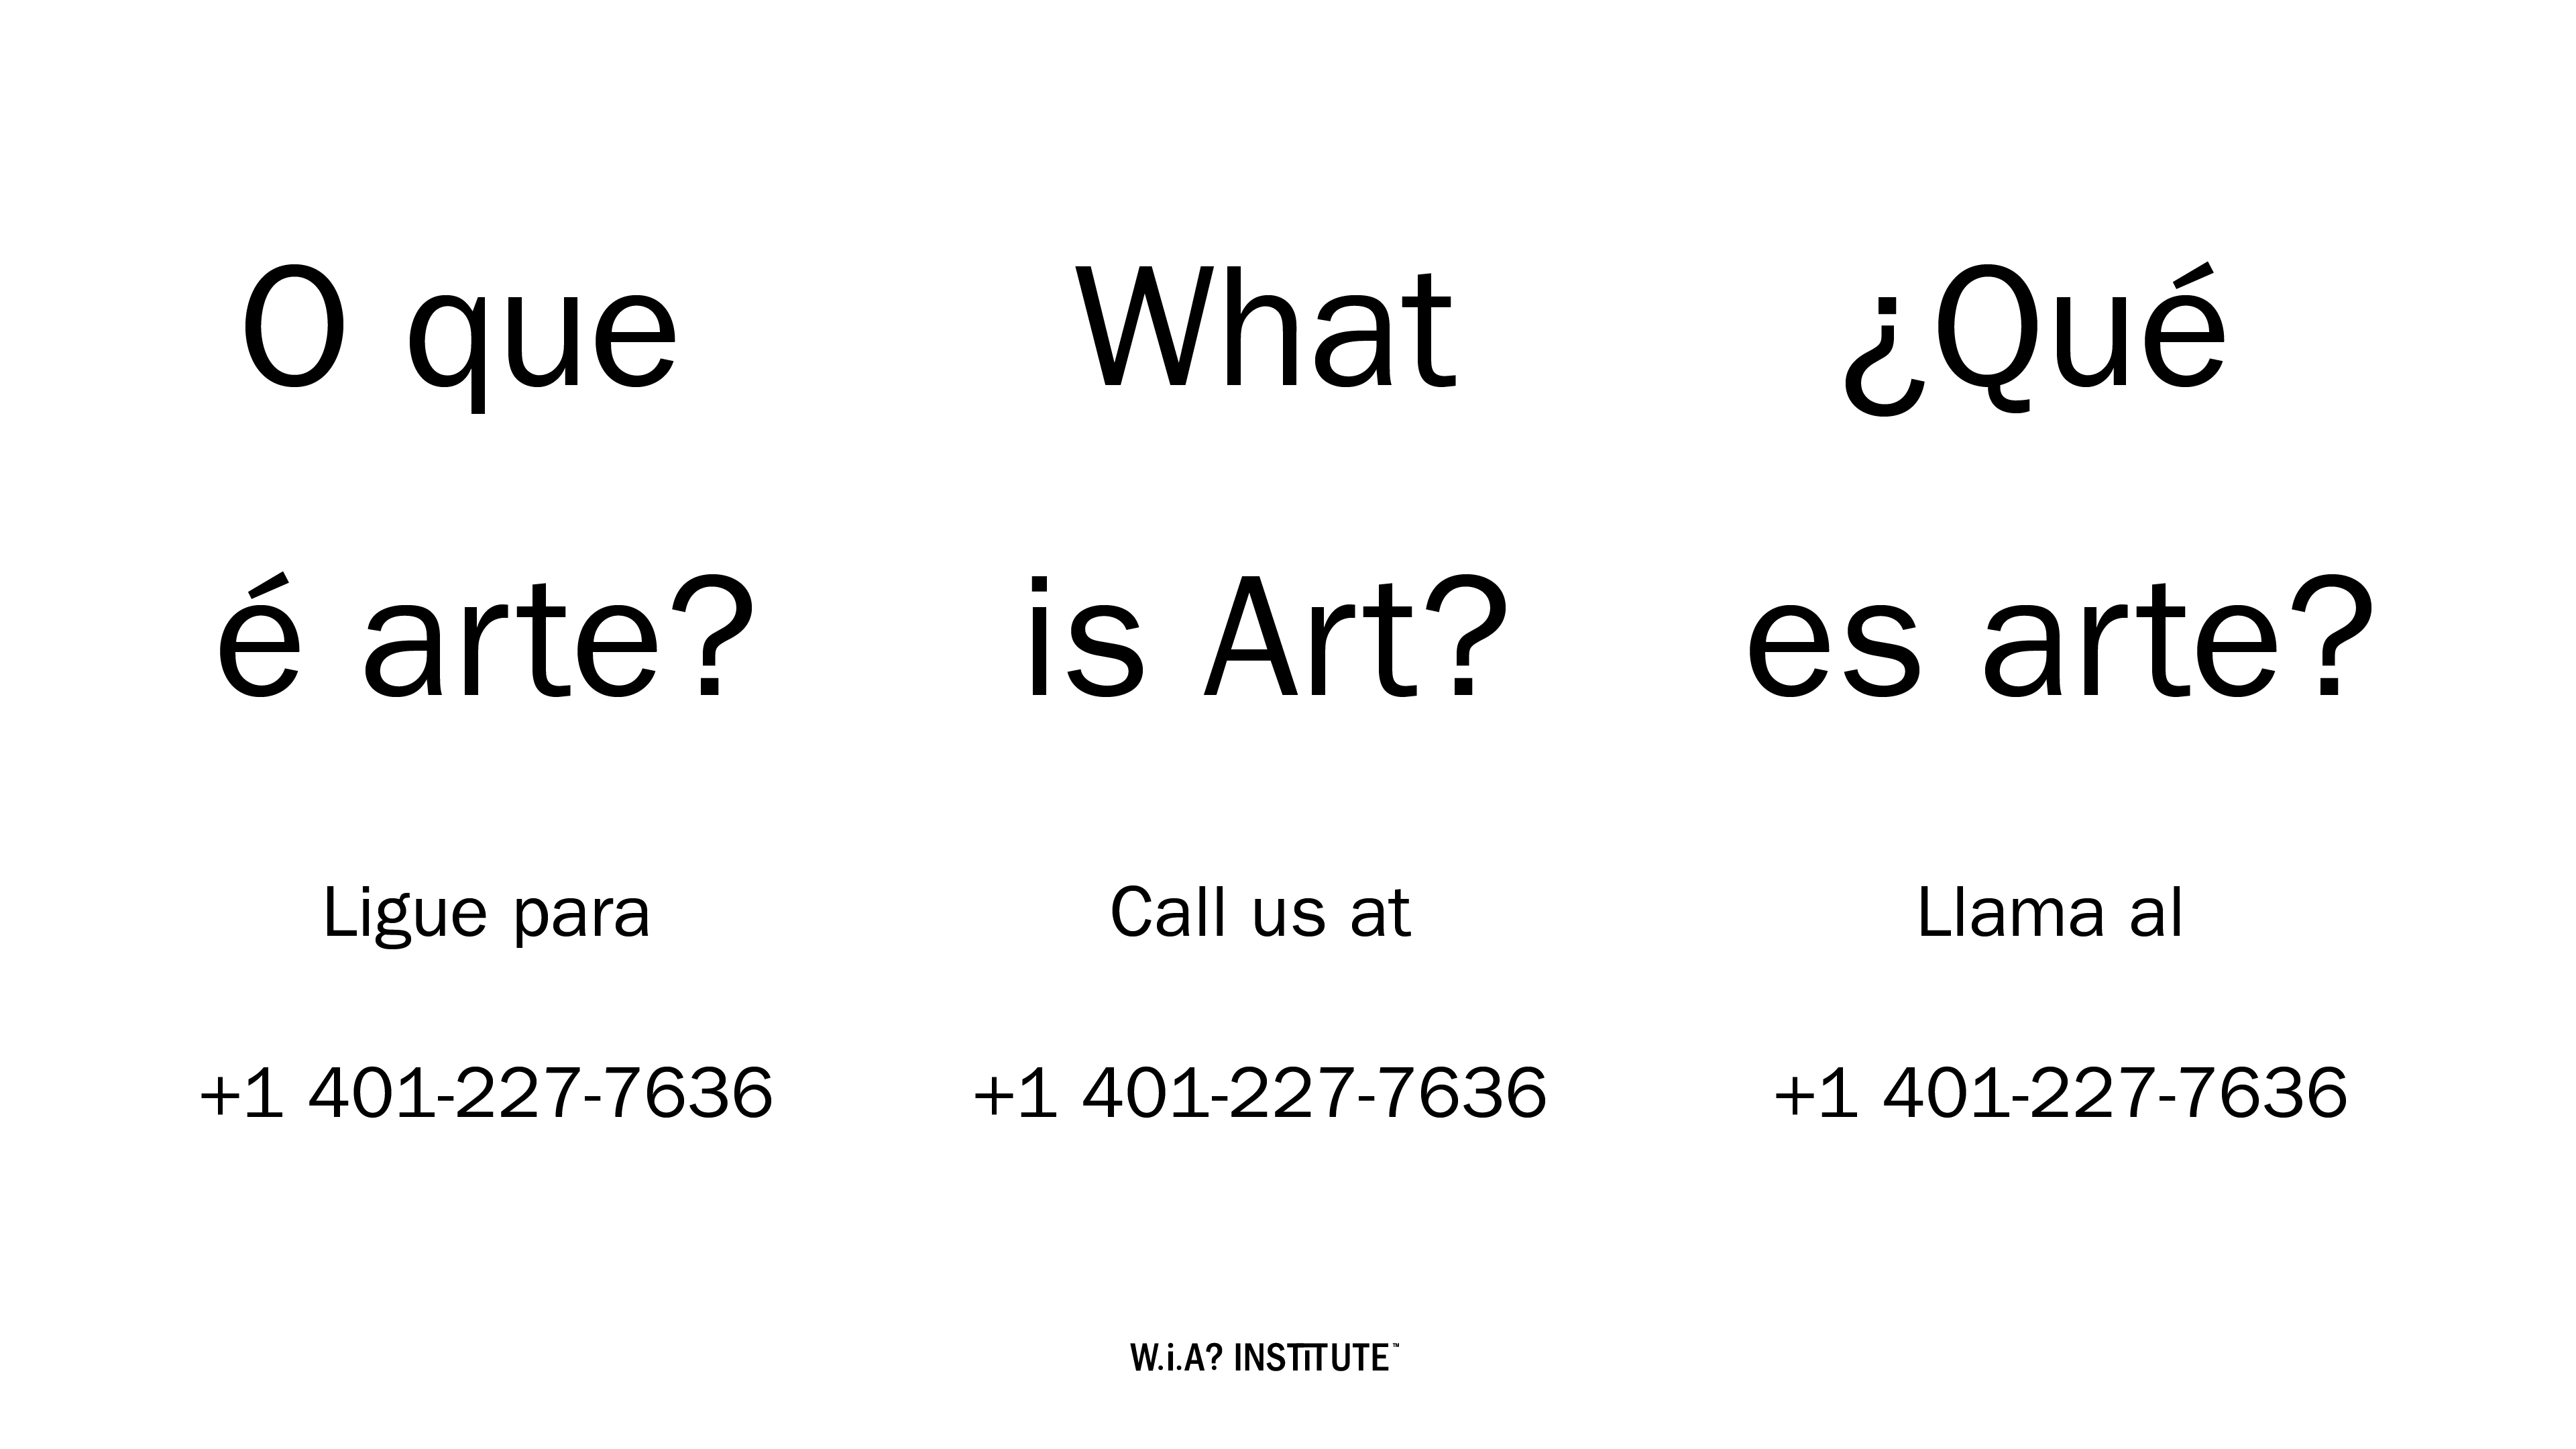 O que
é arte?
Ligue para
+1 401-227-7636
What
is Art?
Call us at
+1 401-227-7636
¿Qué
es arte?
Llama al
+1 401-227-7636
W.i.A? INSTiTUTE™